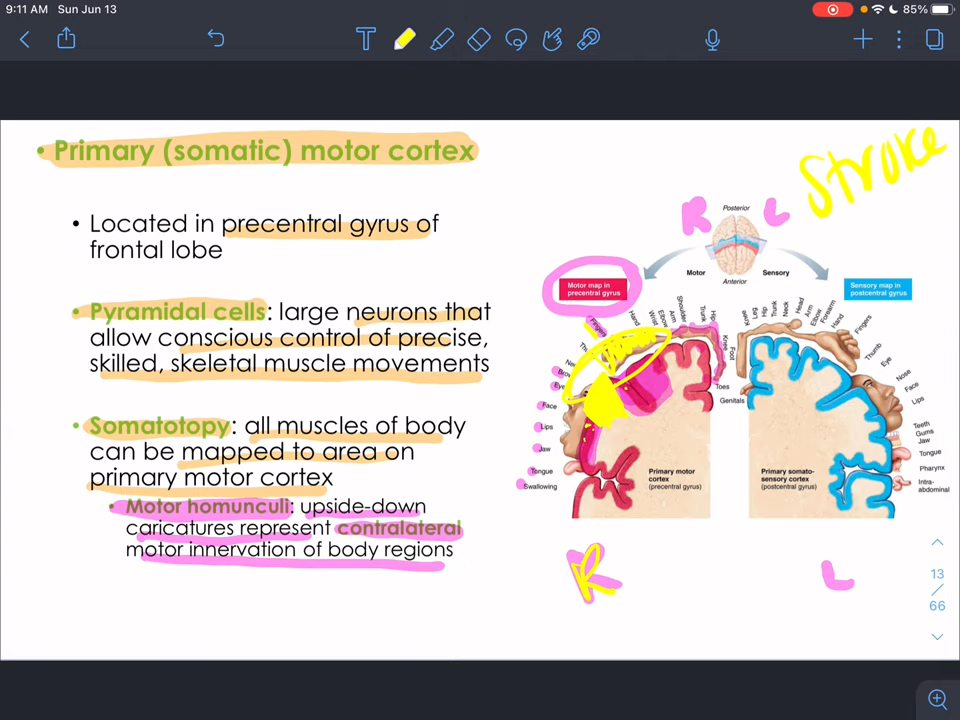 9:11 AM Sun Jun 13
85%
T
• Primary (somatic) motor cortex
Stroke
• Located in precentral gyrus of
frontal lobe
• Pyramidal cells: large neurons that
allow conscious control of precise,
skilled, skeletal muscle movements
• Somatotopy: all muscles of body
can be mapped to area on
primary motor cortex
• Motor homunculi: upside-down
caricatures represent contralateral
motor innervation of body regions
R
L
Posterior
Motor
Sensory
Anterior
Motor map in
precentral gyrus
Sensory map in
postcentral gyrus
Fingers
Hand
Wrist
Elbow
Arm
Shoulder
Trunk
Hip
Knee
Foot
Toes
Face
Lips
Jaw
Tongue
Swallowing
Primary motor
cortex
(precentral gyrus)
Genitals
Knee
Leg
Hip
Trunk
Neck
Head
Arm
Elbow
Forearm
Hand
Fingers
Thumb
Eye
Nose
Face
Lips
Teeth
Gums
Jaw
Tongue
Pharynx
Intra-
abdominal
Primary somato-
sensory cortex
(postcentral gyrus)
R
L
13
/
66